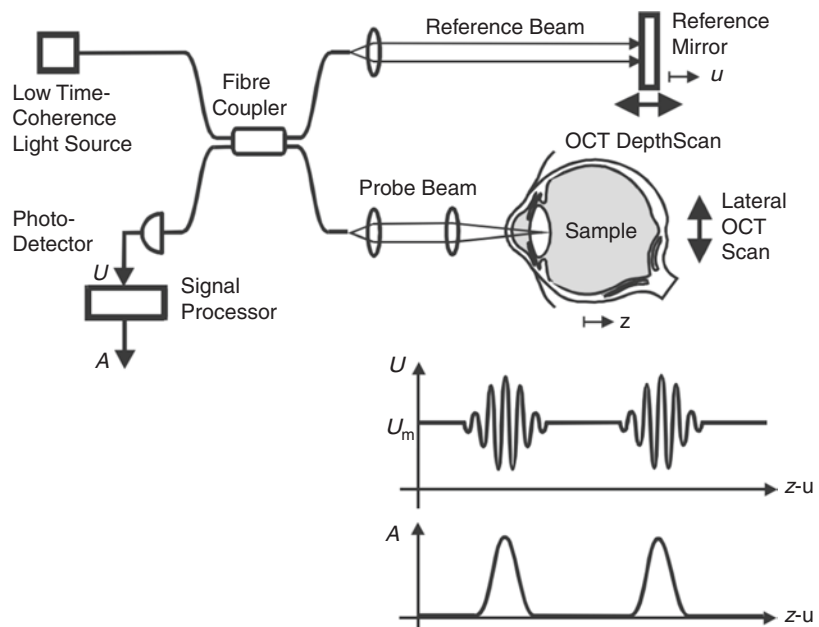 Reference Beam
Reference
Mirror
u
Low Time-
Coherence
Light Source
Fibre
Coupler
OCT DepthScan
Probe Beam
Sample
Lateral
OCT
Scan
Photo-
Detector
U
Signal
Processor
A
z
U
Um
z-u
A
z-u